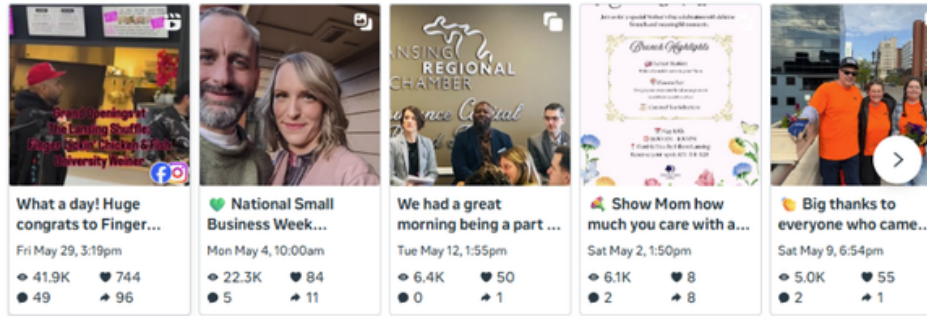 Grand Openings at
The Lansing Shuffle:
Finger Lickin' Chicken & Fish
University Weiner
What a day! Huge
congrats to Finger...
Fri May 29, 3:19pm
41.9K 744
49 96
💚 National Small
Business Week...
Mon May 4, 10:00am
22.3K 84
5 11
LANSING
REGIONAL
CHAMBER
We had a great
morning being a part ...
Tue May 12, 1:55pm
6.4K 50
0 1
Brunch Highlights
💐 Show Mom how
much you care with a...
Sat May 2, 1:50pm
6.1K 8
2 8
👏 Big thanks to
everyone who came...
Sat May 9, 6:54pm
5.0K 55
2 1